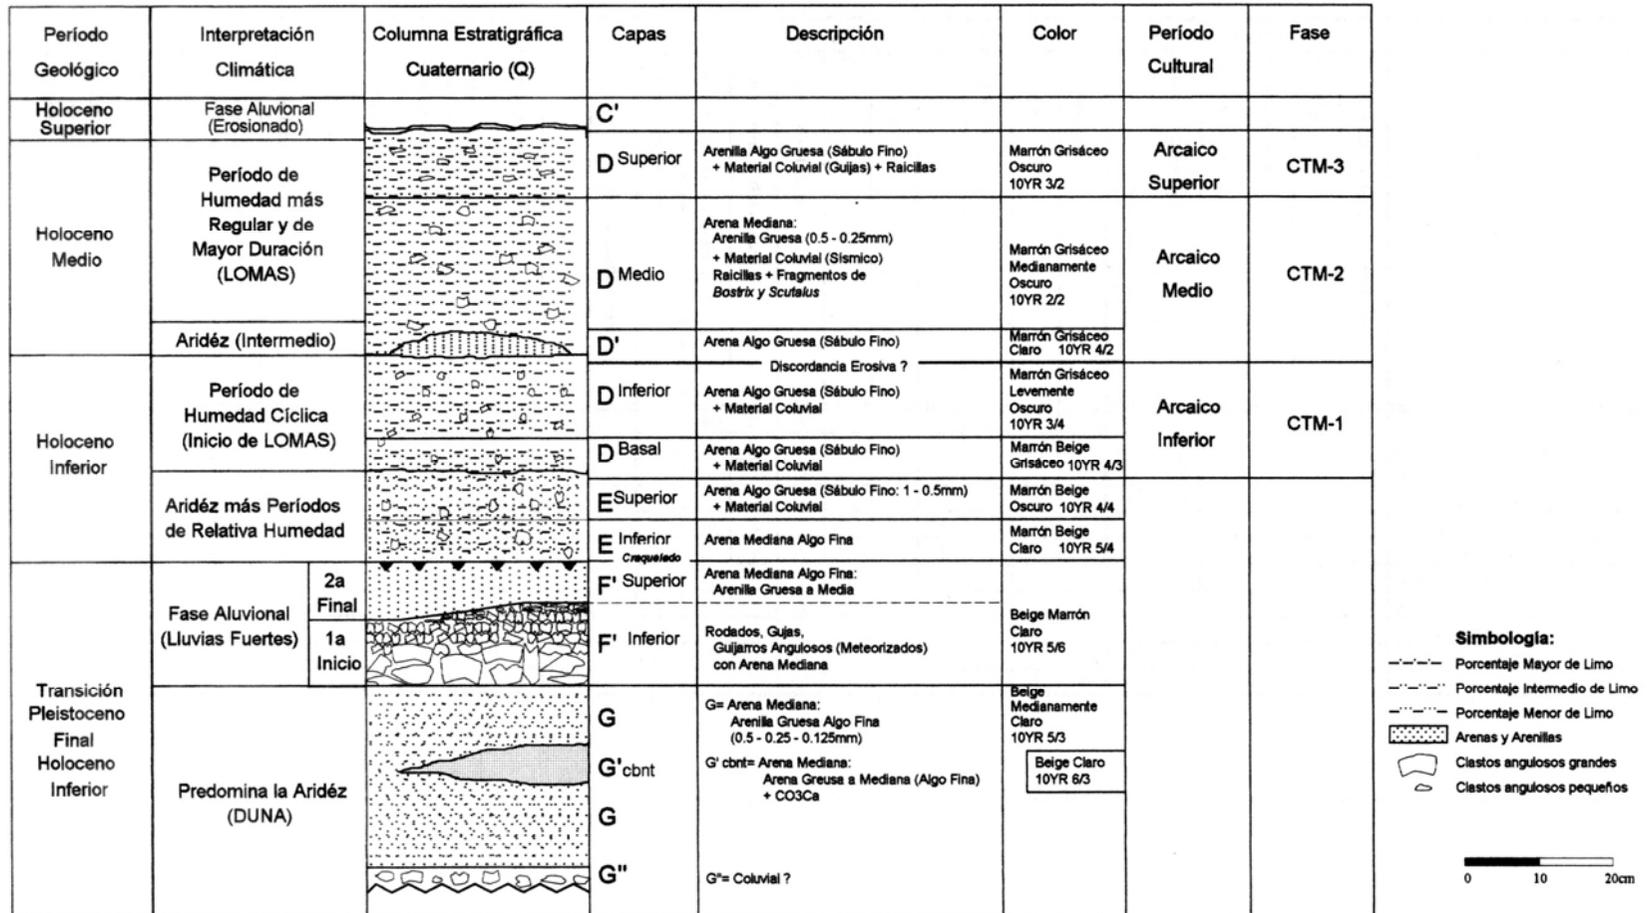 Período
Geológico
Interpretación
Climática
Columna Estratigráfica
Cuaternario (Q)
Capas
Descripción
Color
Período
Cultural
Fase
Holoceno
Superior
Fase Aluvional
(Erosionado)
C'
Holoceno
Medio
Período de
Humedad más
Regular y de
Mayor Duración
(LOMAS)
D Superior
Arenilla Algo Gruesa (Sábulo Fino)
+ Material Coluvial (Guijas) + Raicillas
Marrón Grisáceo
Oscuro
10YR 3/2
Arcaico
Superior
CTM-3
D Medio
Arena Mediana:
Arenilla Gruesa (0.5 - 0.25mm)
+ Material Coluvial (Sísmico)
Raicillas + Fragmentos de
Bostrix y Scutalus
Marrón Grisáceo
Medianamente
Oscuro
10YR 2/2
Arcaico
Medio
CTM-2
Aridéz (Intermedio)
D'
Arena Algo Gruesa (Sábulo Fino)
Marrón Grisáceo
Claro 10YR 4/2
Discordancia Erosiva ?
Holoceno
Inferior
Período de
Humedad Cíclica
(Inicio de LOMAS)
D Inferior
Arena Algo Gruesa (Sábulo Fino)
+ Material Coluvial
Marrón Grisáceo
Levemente
Oscuro
10YR 3/4
Arcaico
Inferior
CTM-1
D Basal
Arena Algo Gruesa (Sábulo Fino)
+ Material Coluvial
Marrón Beige
Grisáceo 10YR 4/3
Aridéz más Períodos
de Relativa Humedad
E Superior
Arena Algo Gruesa (Sábulo Fino: 1 - 0.5mm)
+ Material Coluvial
Marrón Beige
Oscuro 10YR 4/4
E Inferior
Craquelado
Arena Mediana Algo Fina
Marrón Beige
Claro 10YR 5/4
Transición
Pleistoceno
Final
Holoceno
Inferior
Fase Aluvional
(Lluvias Fuertes)
2a
Final
1a
Inicio
F' Superior
Arena Mediana Algo Fina:
Arenilla Gruesa a Media
F' Inferior
Rodados, Gujas,
Guijarros Angulosos (Meteorizados)
con Arena Mediana
Beige Marrón
Claro
10YR 5/6
Predomina la Aridéz
(DUNA)
G
G= Arena Mediana:
Arenilla Gruesa Algo Fina
(0.5 - 0.25 - 0.125mm)
Beige
Medianamente
Claro
10YR 5/3
G'cbnt
G' cbnt= Arena Mediana:
Arena Greusa a Mediana (Algo Fina)
+ CO3Ca
Beige Claro
10YR 6/3
G
G"
G"= Coluvial ?
Simbología:
Porcentaje Mayor de Limo
Porcentaje Intermedio de Limo
Porcentaje Menor de Limo
Arenas y Arenillas
Clastos angulosos grandes
Clastos angulosos pequeños
0 10 20cm